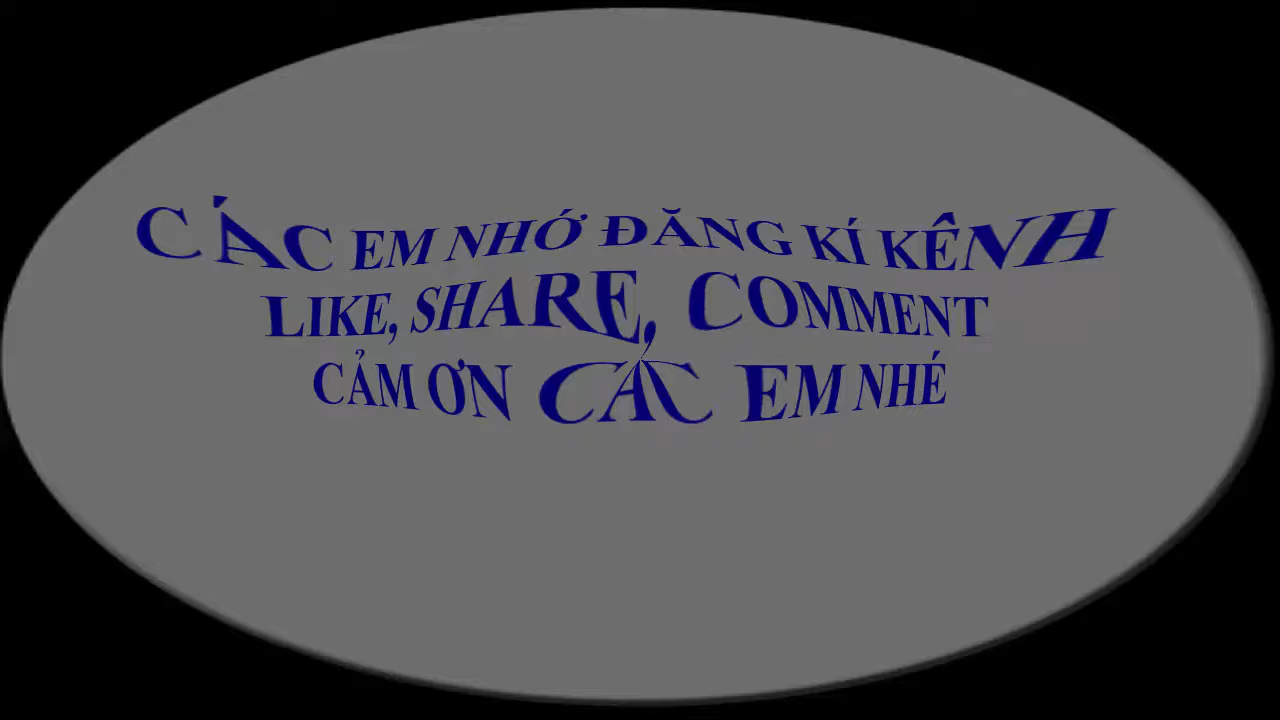 CÁC EM NHỚ ĐĂNG KÍ KÊNH
LIKE, SHARE, COMMENT
CẢM ƠN CÁC EM NHÉ